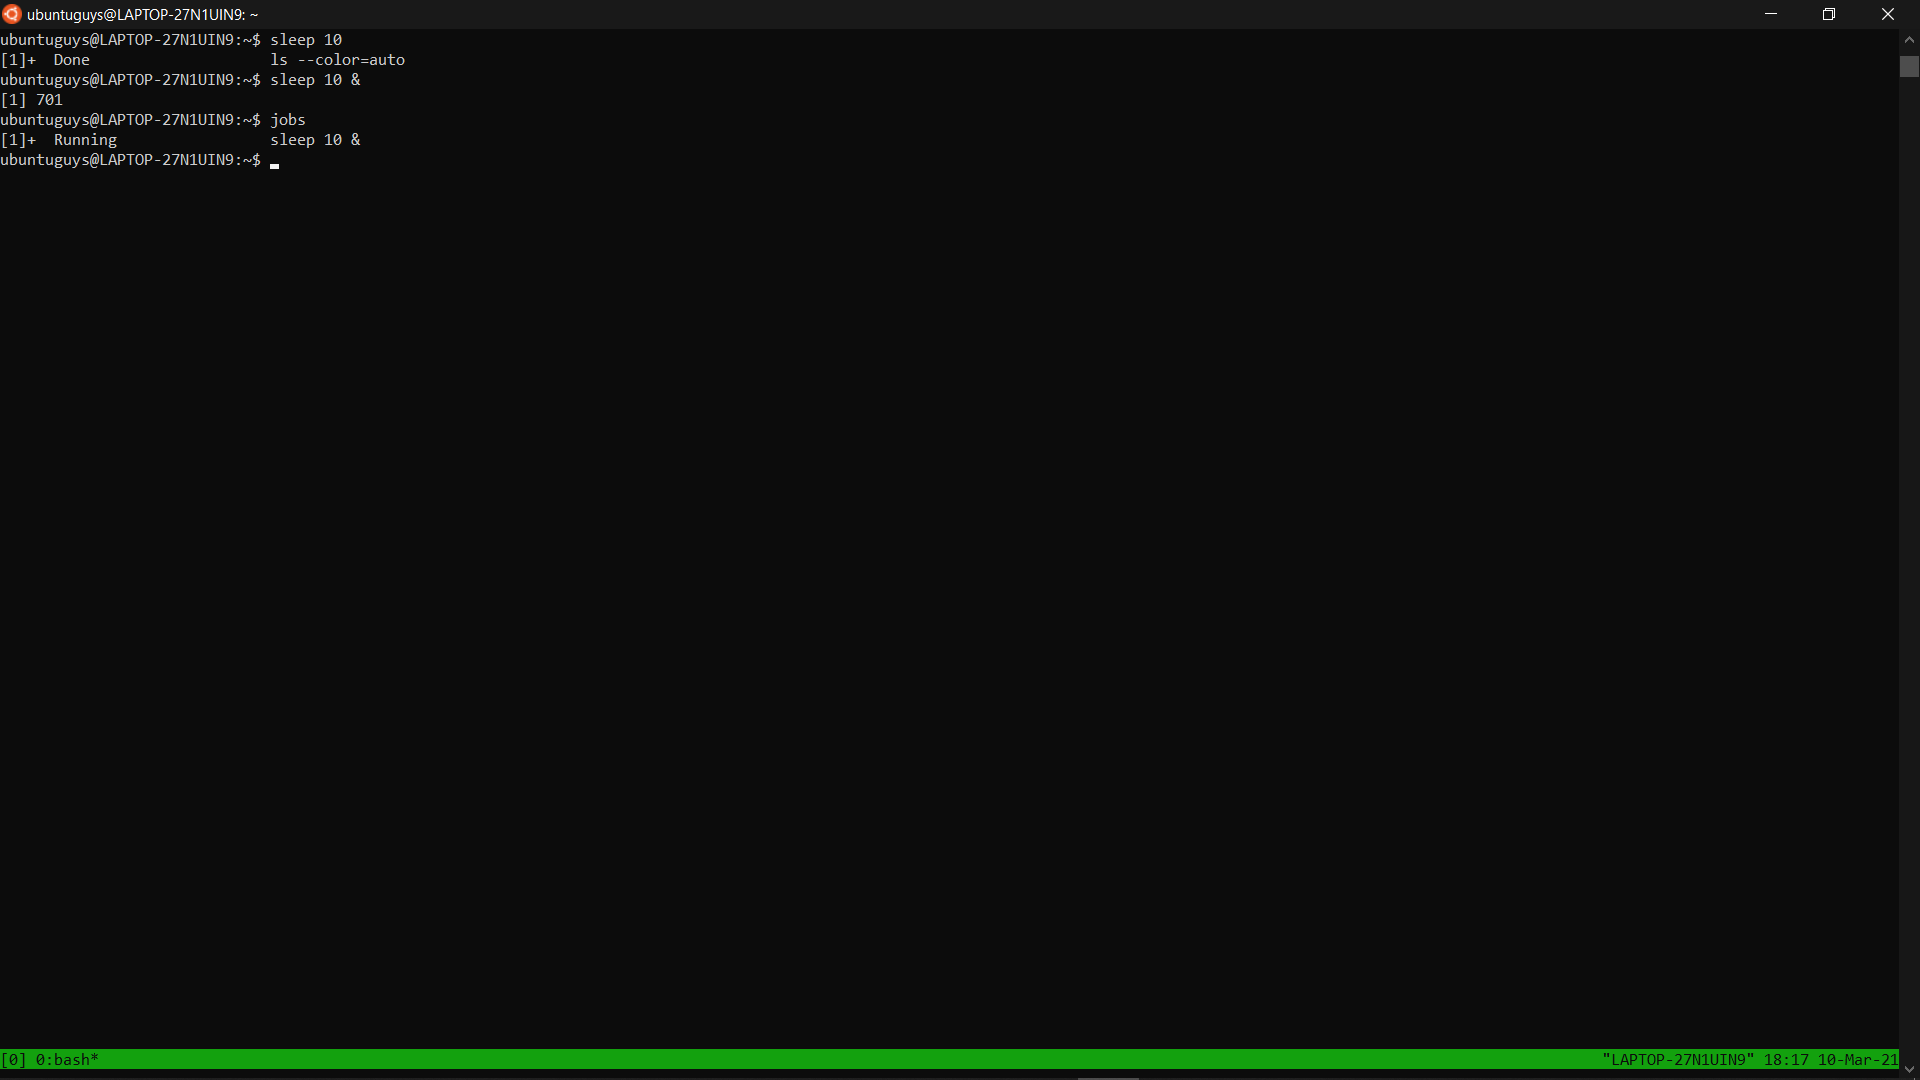 ubuntuguys@LAPTOP-27N1UIN9: ~
ubuntuguys@LAPTOP-27N1UIN9:~$ sleep 10
[1]+  Done                    ls --color=auto
ubuntuguys@LAPTOP-27N1UIN9:~$ sleep 10 &
[1] 701
ubuntuguys@LAPTOP-27N1UIN9:~$ jobs
[1]+  Running                 sleep 10 &
ubuntuguys@LAPTOP-27N1UIN9:~$
[0] 0:bash* "LAPTOP-27N1UIN9" 18:17 10-Mar-21